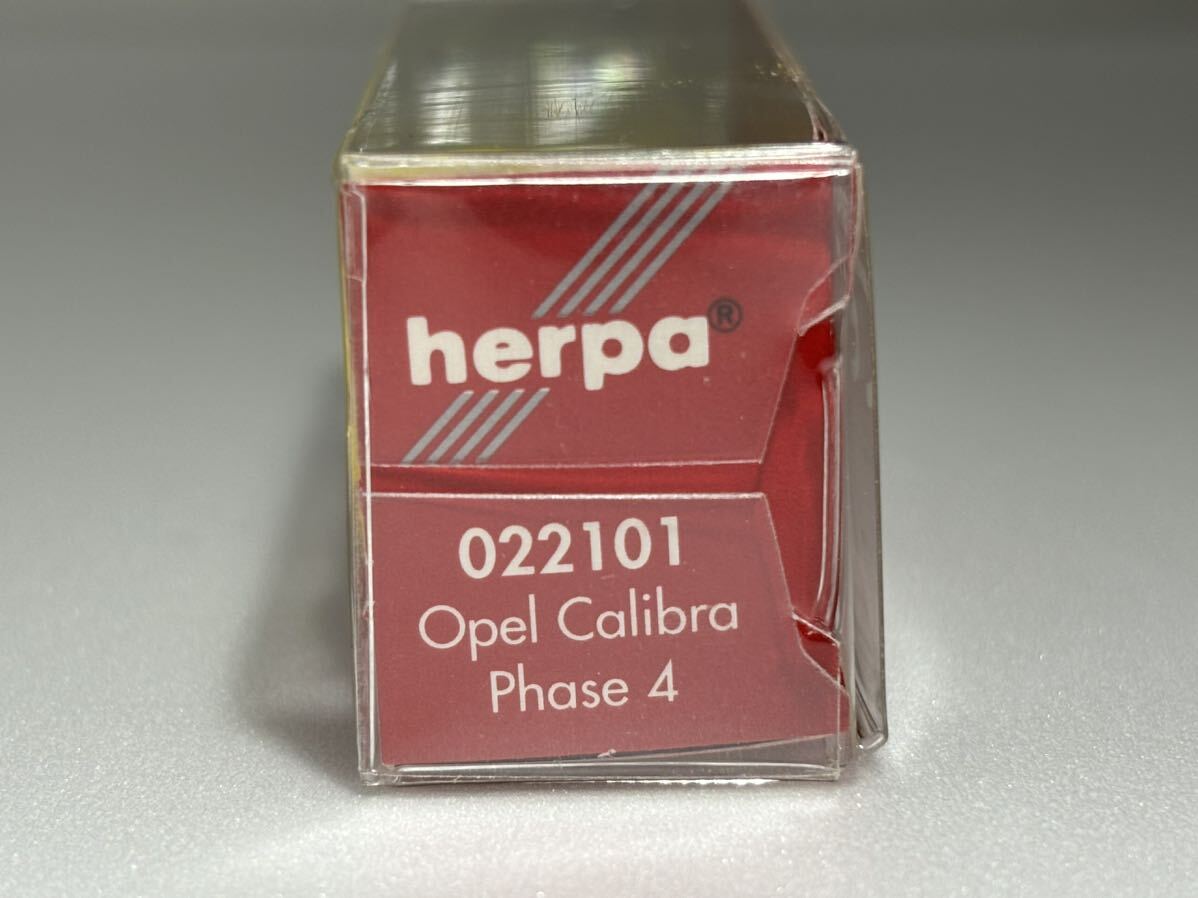 herpa®
022101
Opel Calibra
Phase 4